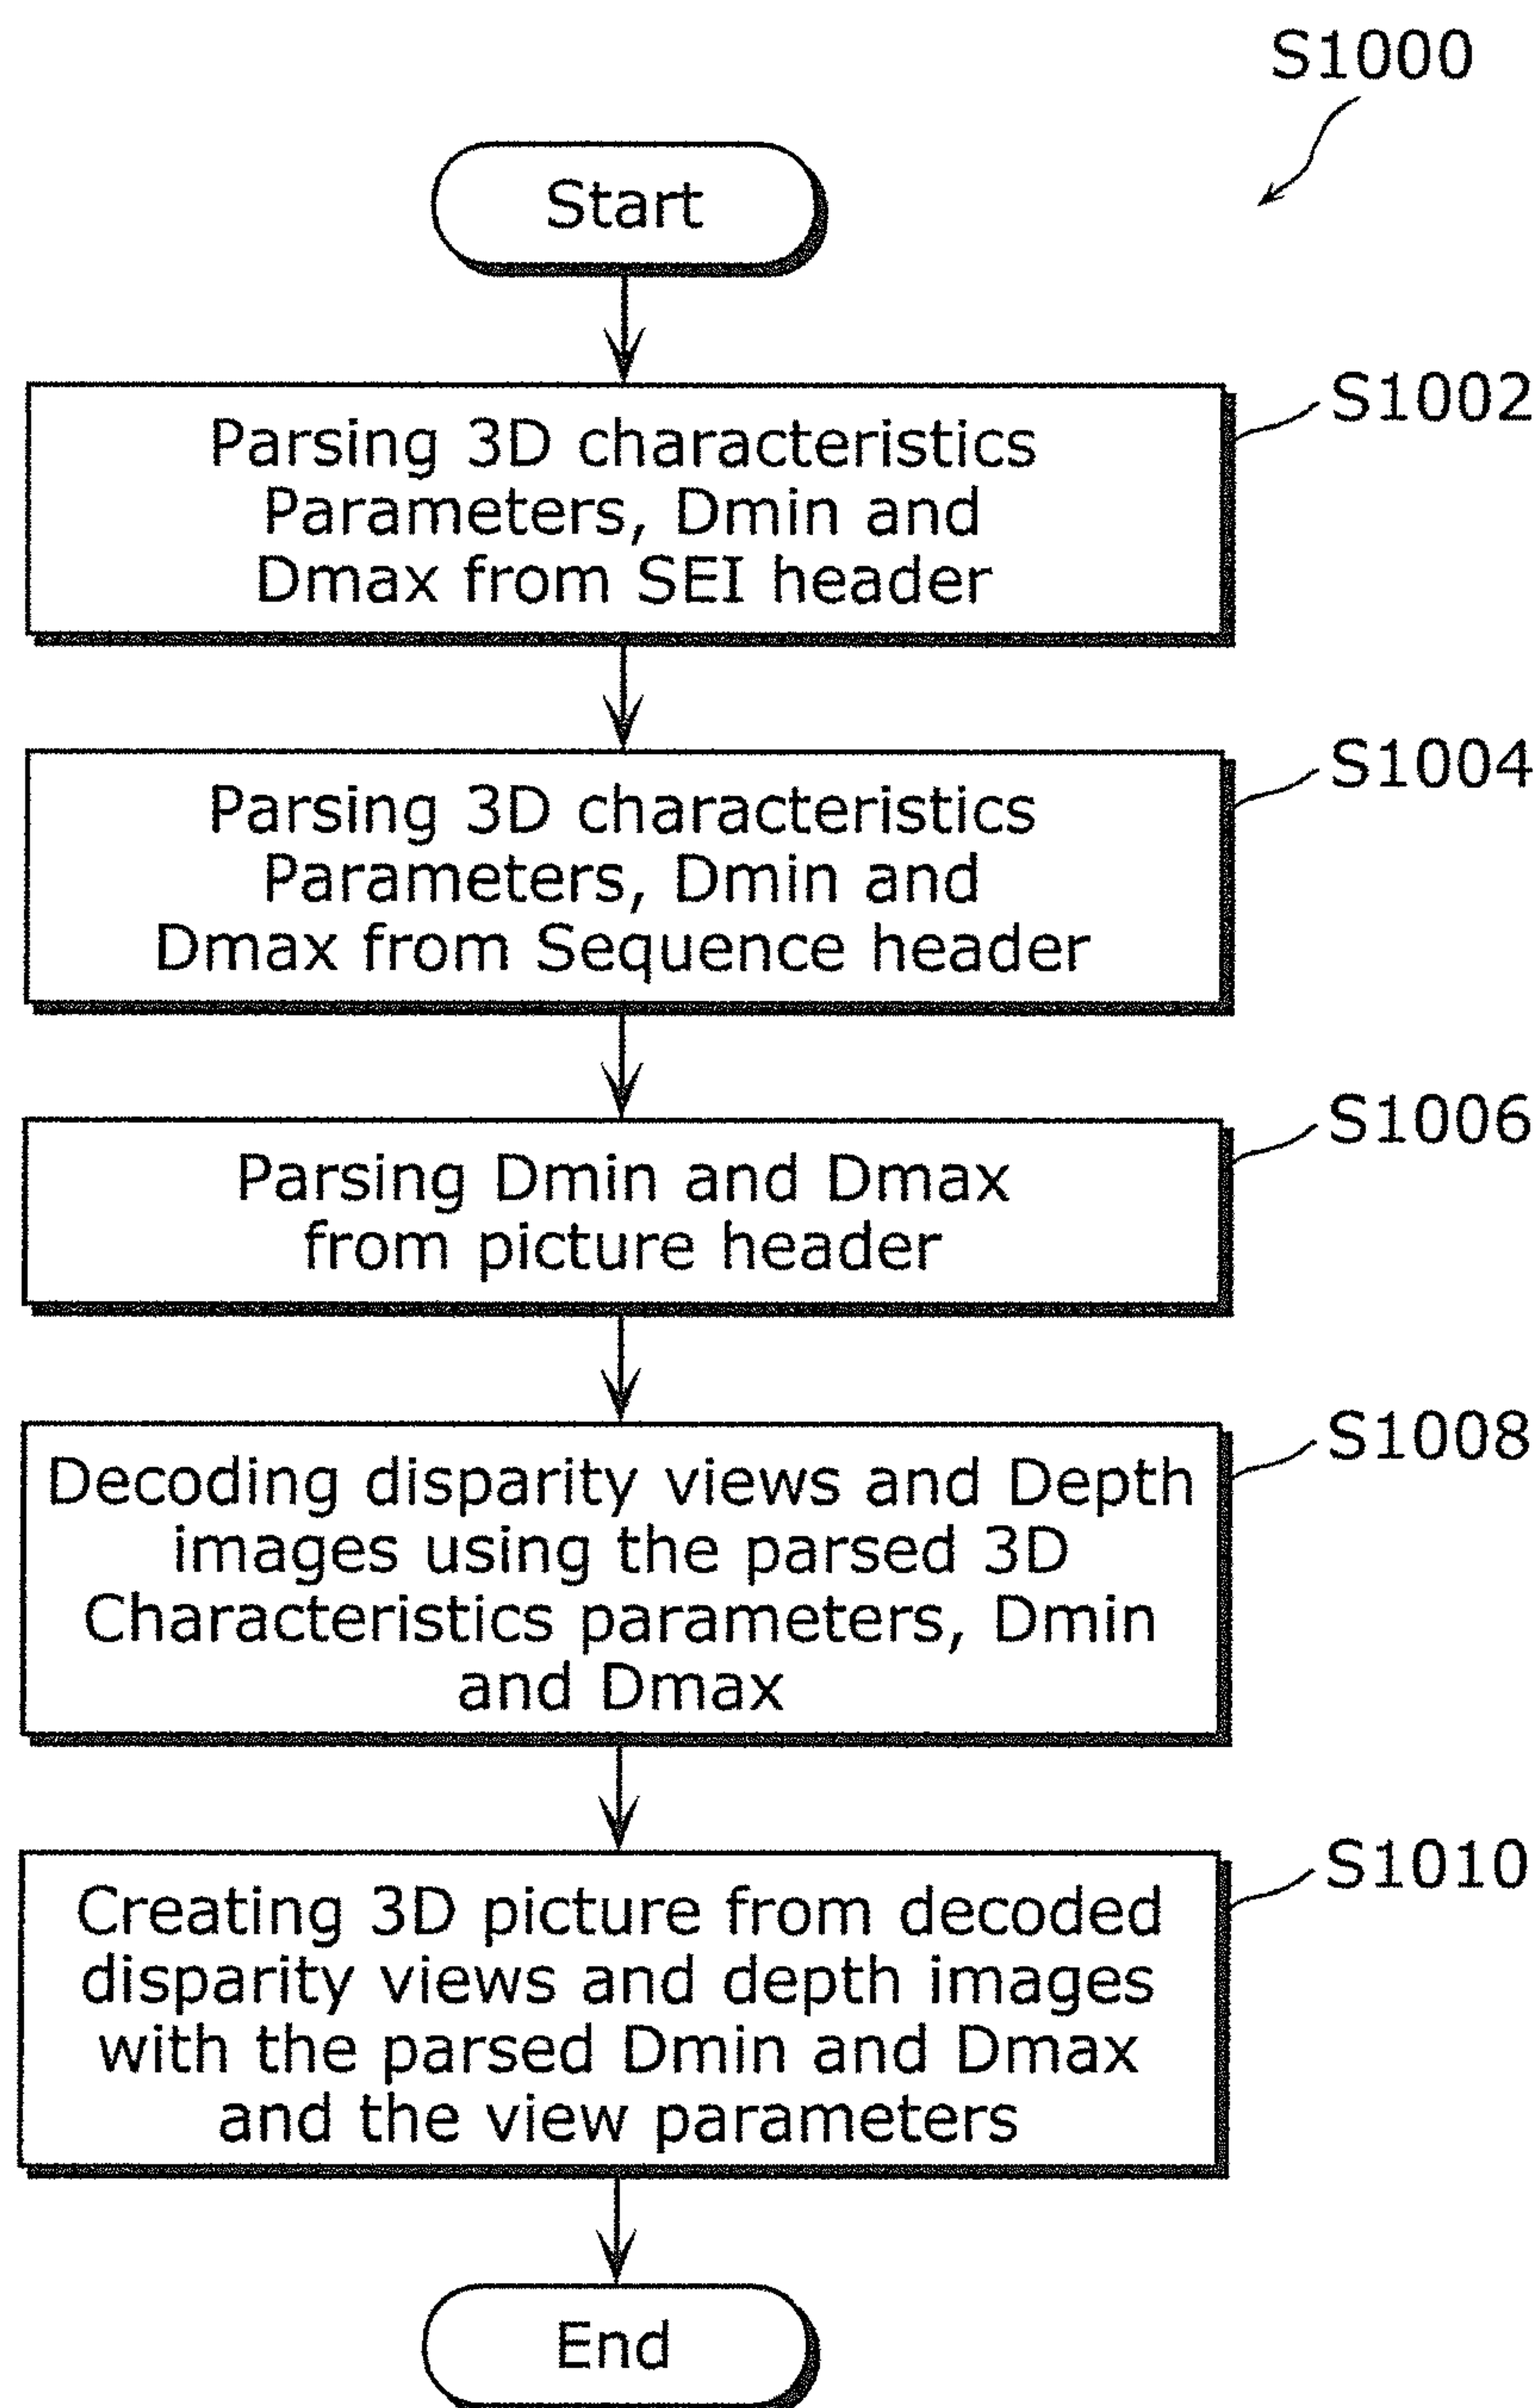 S1000
Start
S1002
Parsing 3D characteristics
Parameters, Dmin and
Dmax from SEI header
S1004
Parsing 3D characteristics
Parameters, Dmin and
Dmax from Sequence header
S1006
Parsing Dmin and Dmax
from picture header
S1008
Decoding disparity views and Depth
images using the parsed 3D
Characteristics parameters, Dmin
and Dmax
S1010
Creating 3D picture from decoded
disparity views and depth images
with the parsed Dmin and Dmax
and the view parameters
End